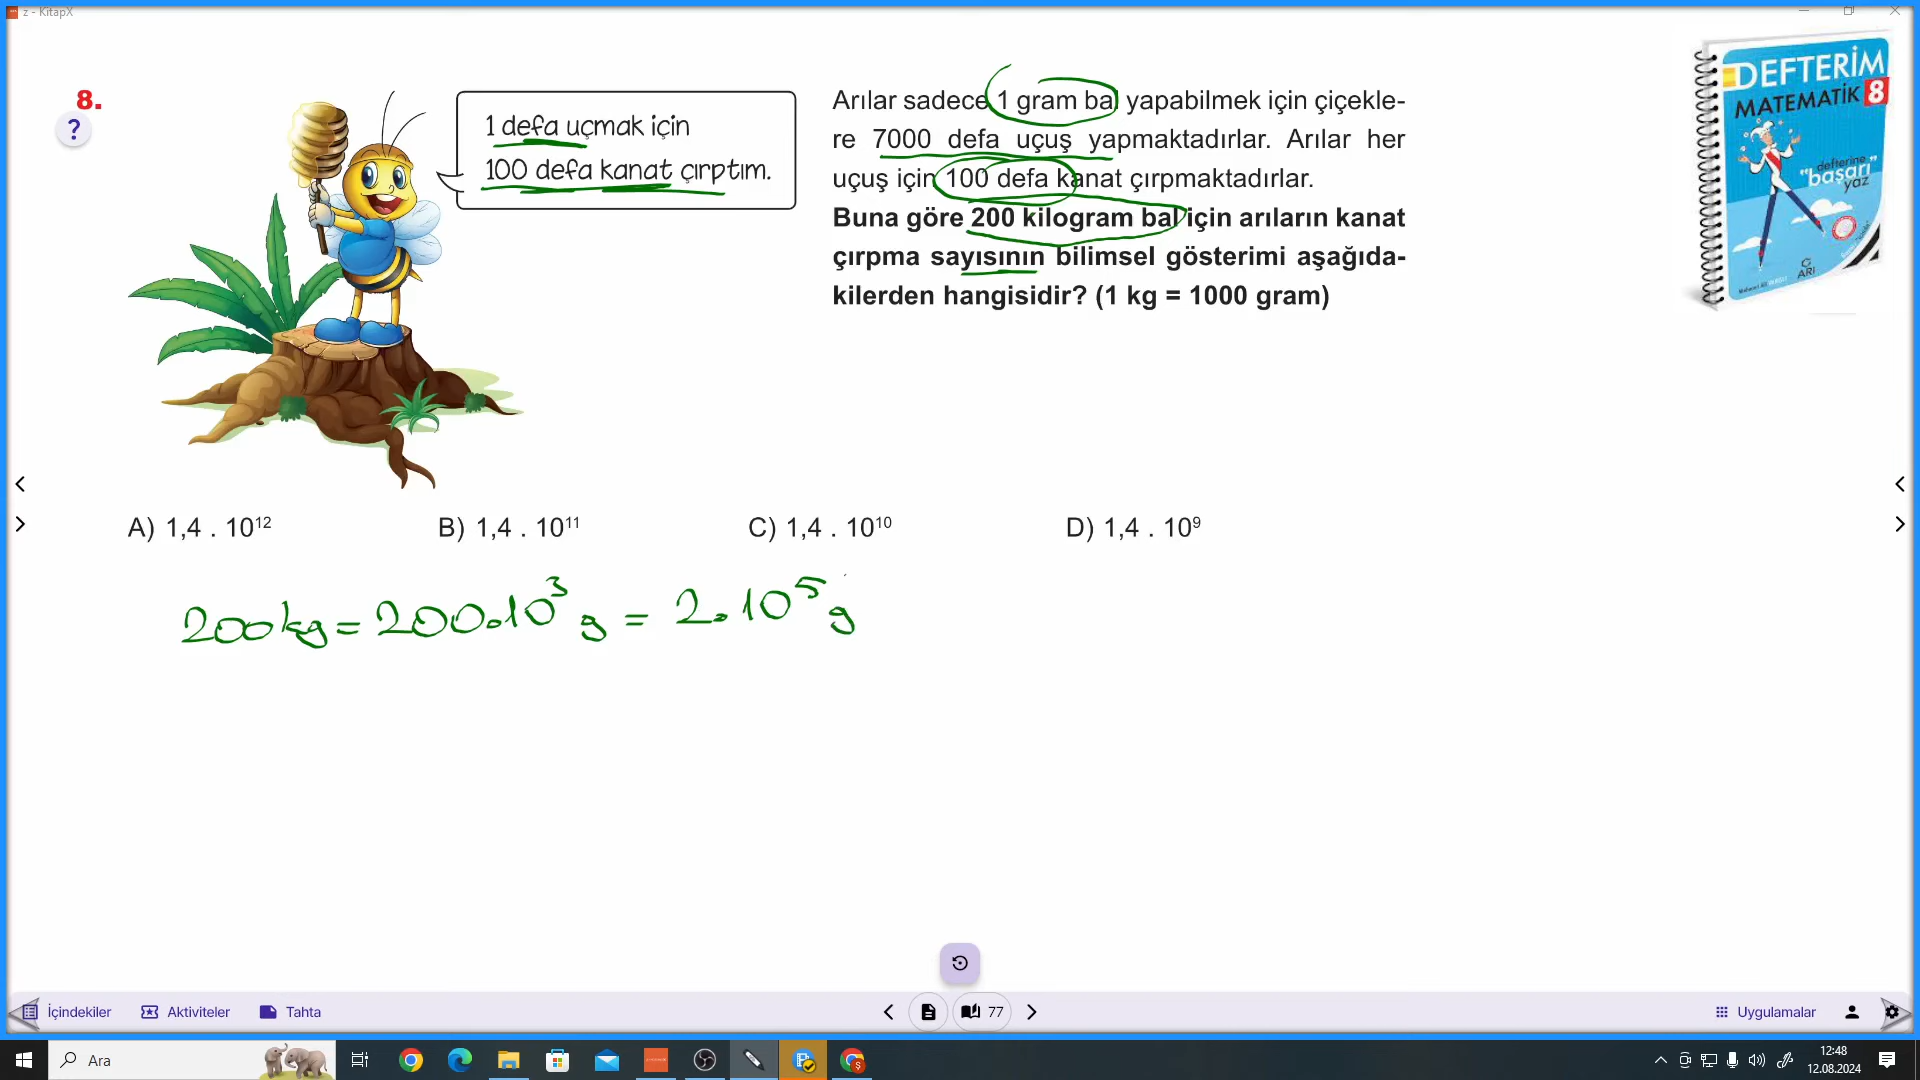 z - KitapX
8.
?
1 defa uçmak için
100 defa kanat çırptım.
Arılar sadece 1 gram bal yapabilmek için çiçekle-
re 7000 defa uçuş yapmaktadırlar. Arılar her
uçuş için 100 defa kanat çırpmaktadırlar.
Buna göre 200 kilogram bal için arıların kanat
çırpma sayısının bilimsel gösterimi aşağıda-
kilerden hangisidir? (1 kg = 1000 gram)
DEFTERİM
MATEMATİK 8
defterine
"başarı"
yaz
ARI
A) 1,4 . 10¹²
B) 1,4 . 10¹¹
C) 1,4 . 10¹⁰
D) 1,4 . 10⁹
200kg = 200.10³ g = 2.10⁵ g
İçindekiler
Aktiviteler
Tahta
77
Uygulamalar
Ara
12:48
12.08.2024